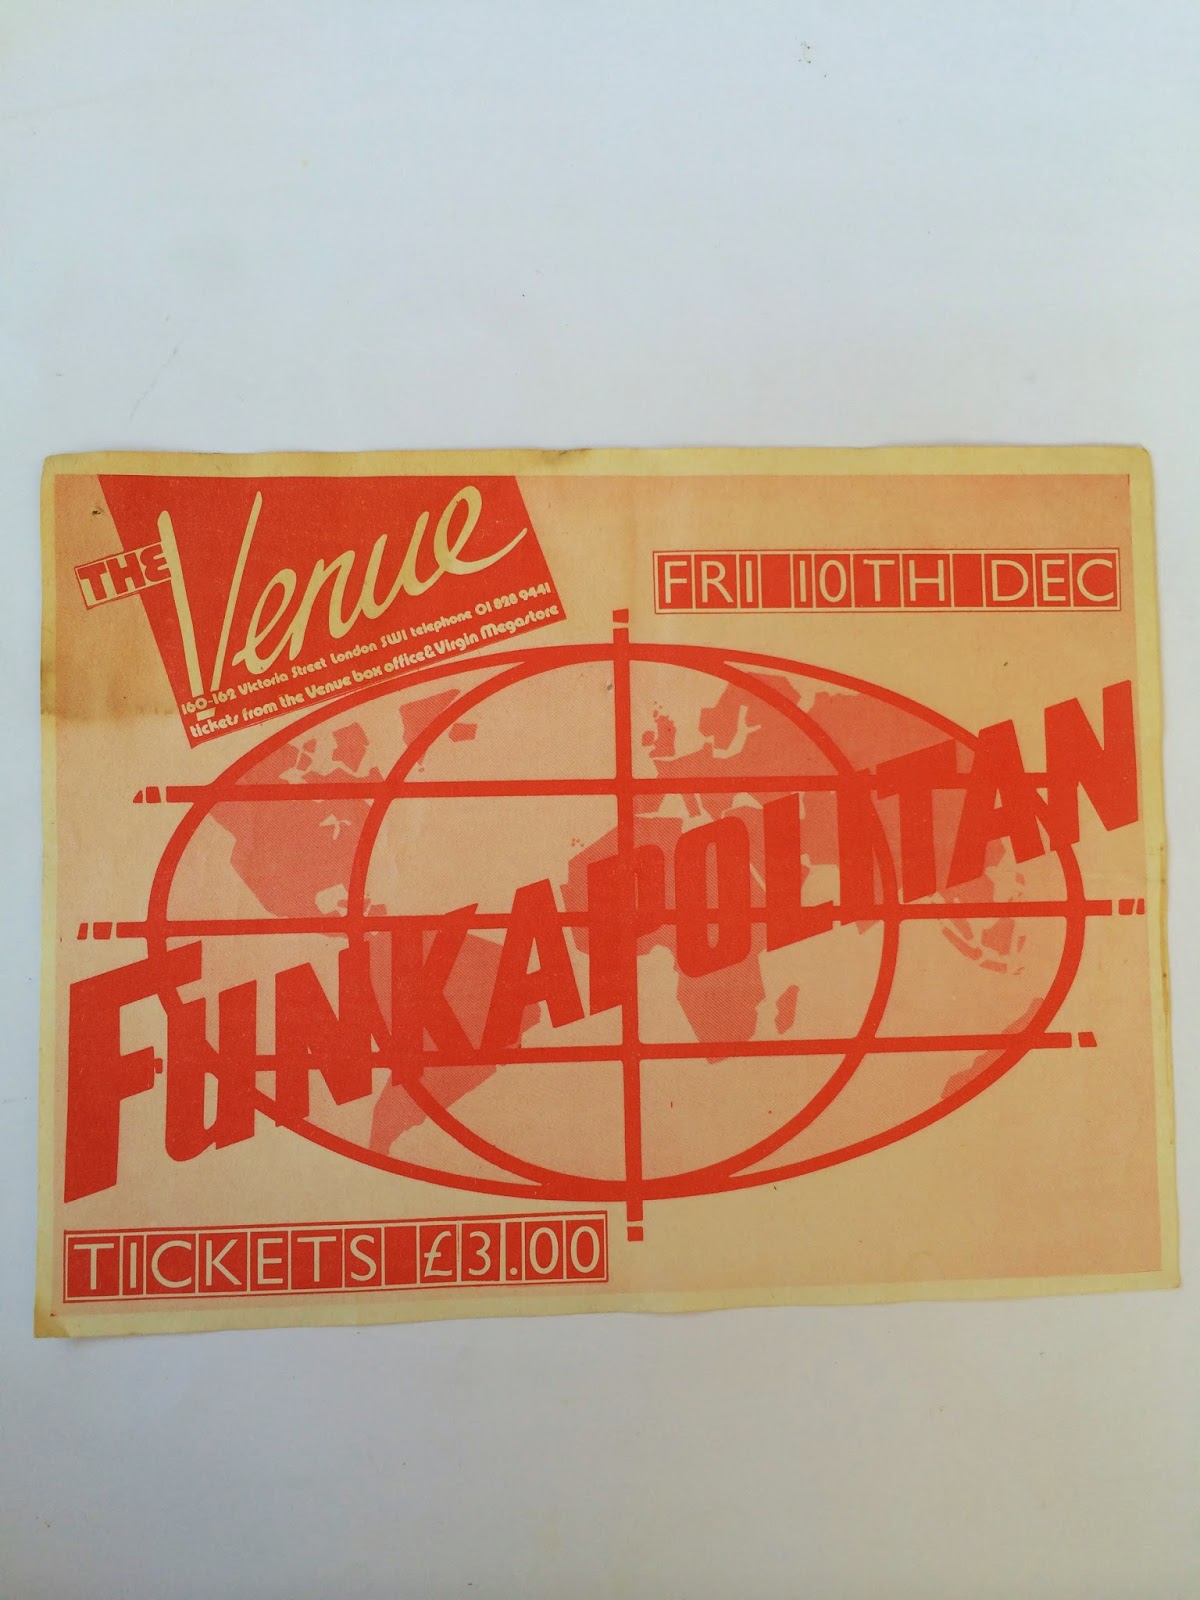 THE Venue
160-162 Victoria Street London SW1 telephone 01 828 9441
tickets from the Venue box office & Virgin Megastore
FRI 10TH DEC
FUNKAPOLITAN
TICKETS £3.00